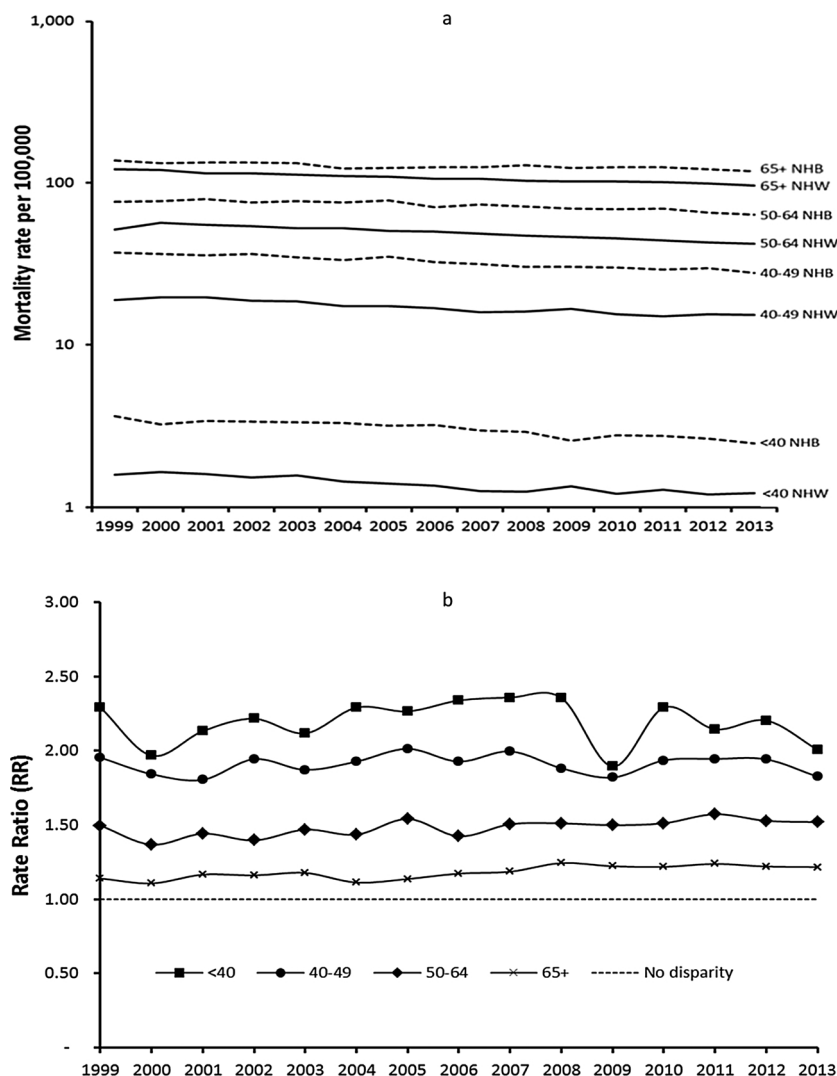 a
1,000
100
10
1
Mortality rate per 100,000
65+ NHB
65+ NHW
50-64 NHB
50-64 NHW
40-49 NHB
40-49 NHW
<40 NHB
<40 NHW
1999 2000 2001 2002 2003 2004 2005 2006 2007 2008 2009 2010 2011 2012 2013
b
3.00
2.50
2.00
1.50
1.00
0.50
-
Rate Ratio (RR)
<40 40-49 50-64 65+ No disparity
1999 2000 2001 2002 2003 2004 2005 2006 2007 2008 2009 2010 2011 2012 2013